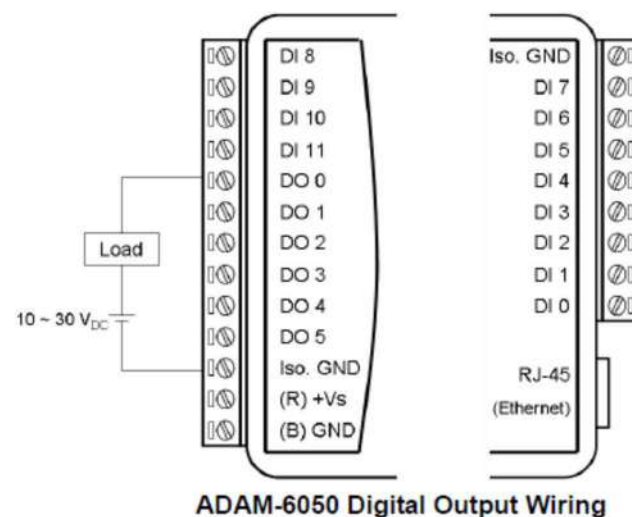 DI 8
DI 9
DI 10
DI 11
DO 0
DO 1
DO 2
DO 3
DO 4
DO 5
Iso. GND
(R) +Vs
(B) GND
Load
10 ~ 30 VDC
Iso. GND
DI 7
DI 6
DI 5
DI 4
DI 3
DI 2
DI 1
DI 0
RJ-45
(Ethernet)
ADAM-6050 Digital Output Wiring